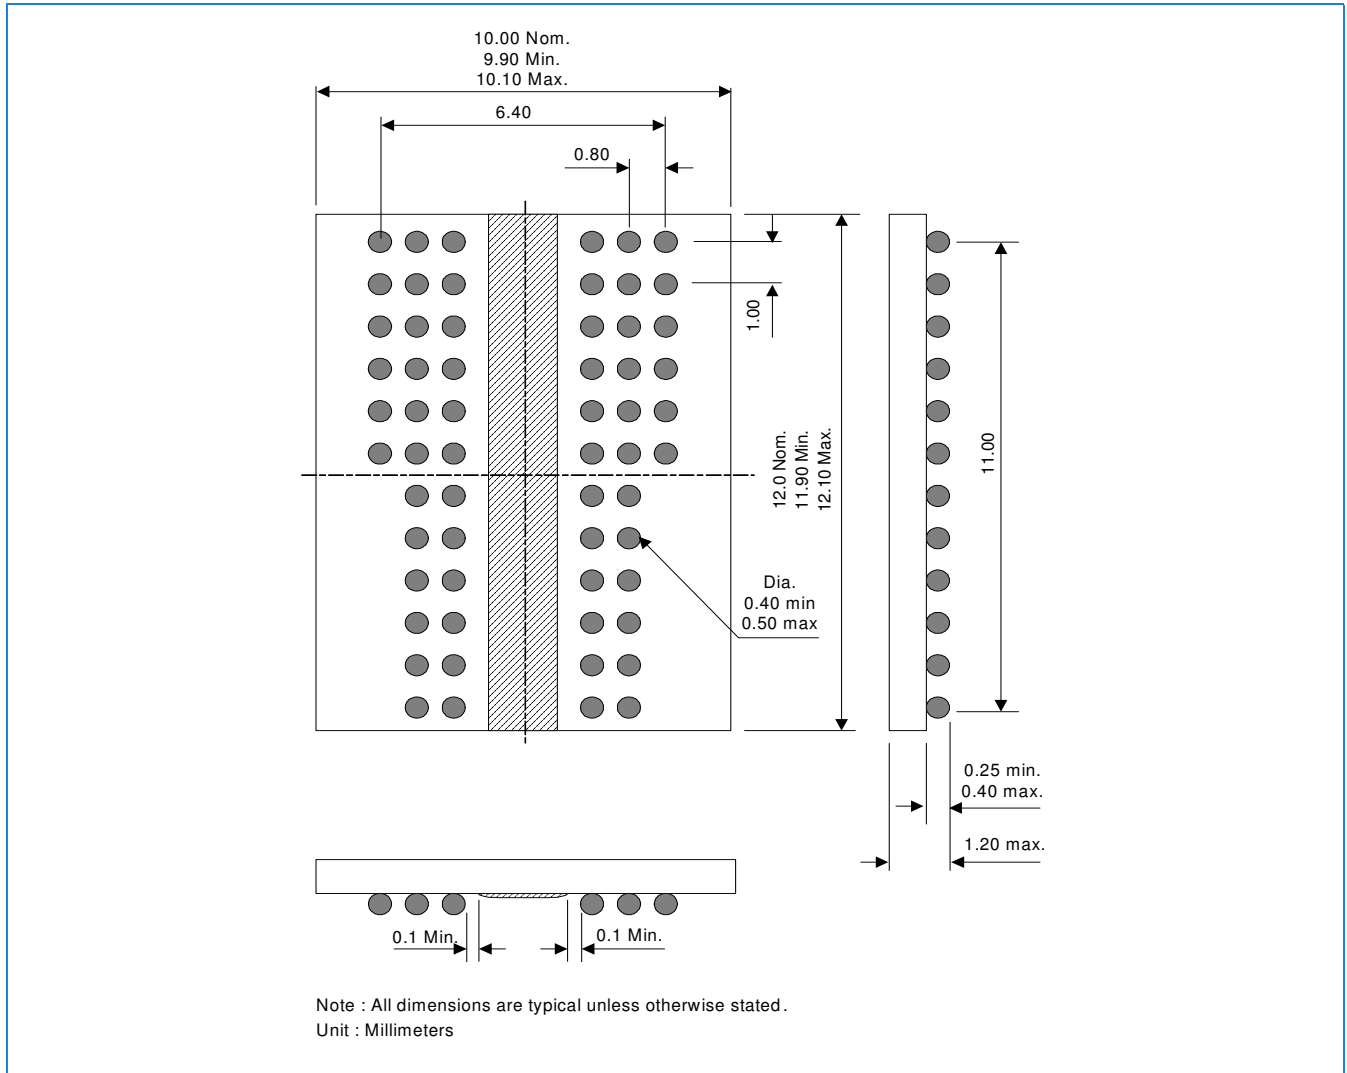 10.00 Nom.
9.90 Min.
10.10 Max.
6.40
0.80
1.00
12.0 Nom.
11.90 Min.
12.10 Max.
11.00
Dia.
0.40 min
0.50 max
0.25 min.
0.40 max.
1.20 max.
0.1 Min.
0.1 Min.
Note : All dimensions are typical unless otherwise stated.
Unit : Millimeters